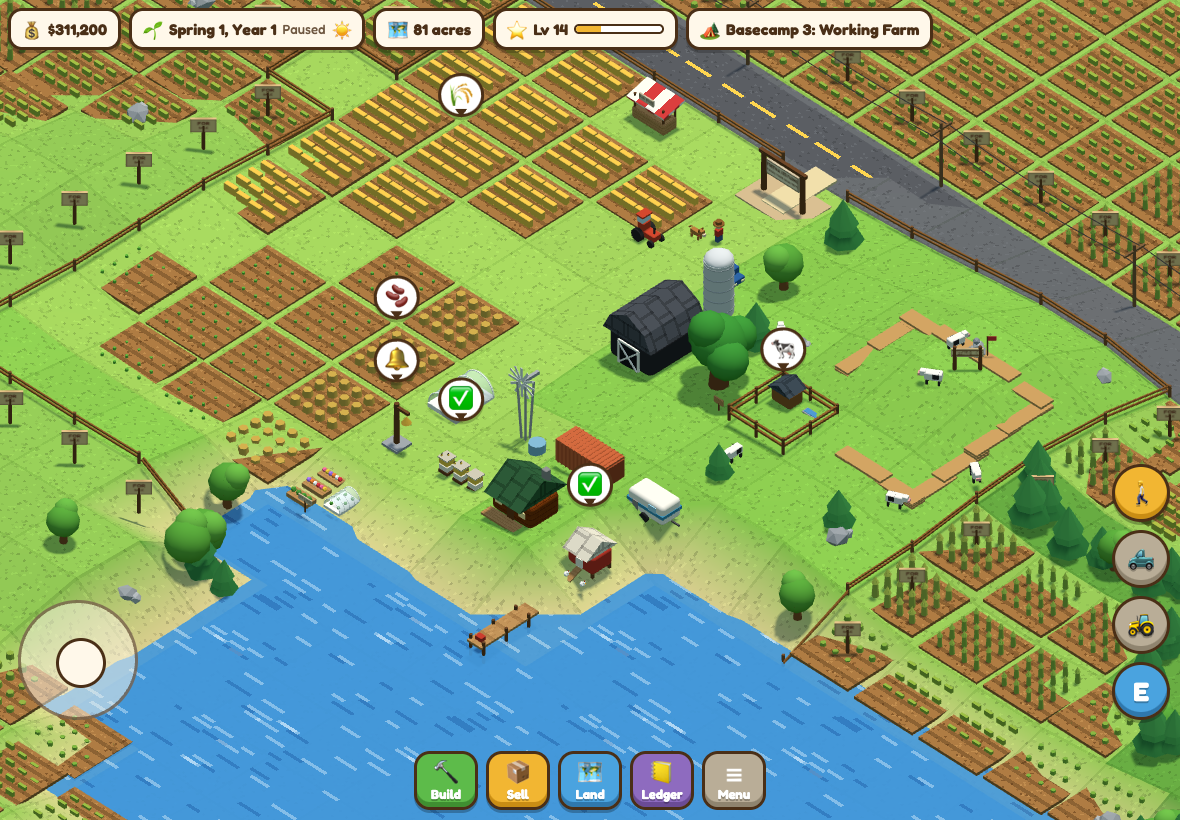 $311,200
Spring 1, Year 1 Paused
81 acres
Lv 14
Basecamp 3: Working Farm
E
Build
Sell
Land
Ledger
Menu